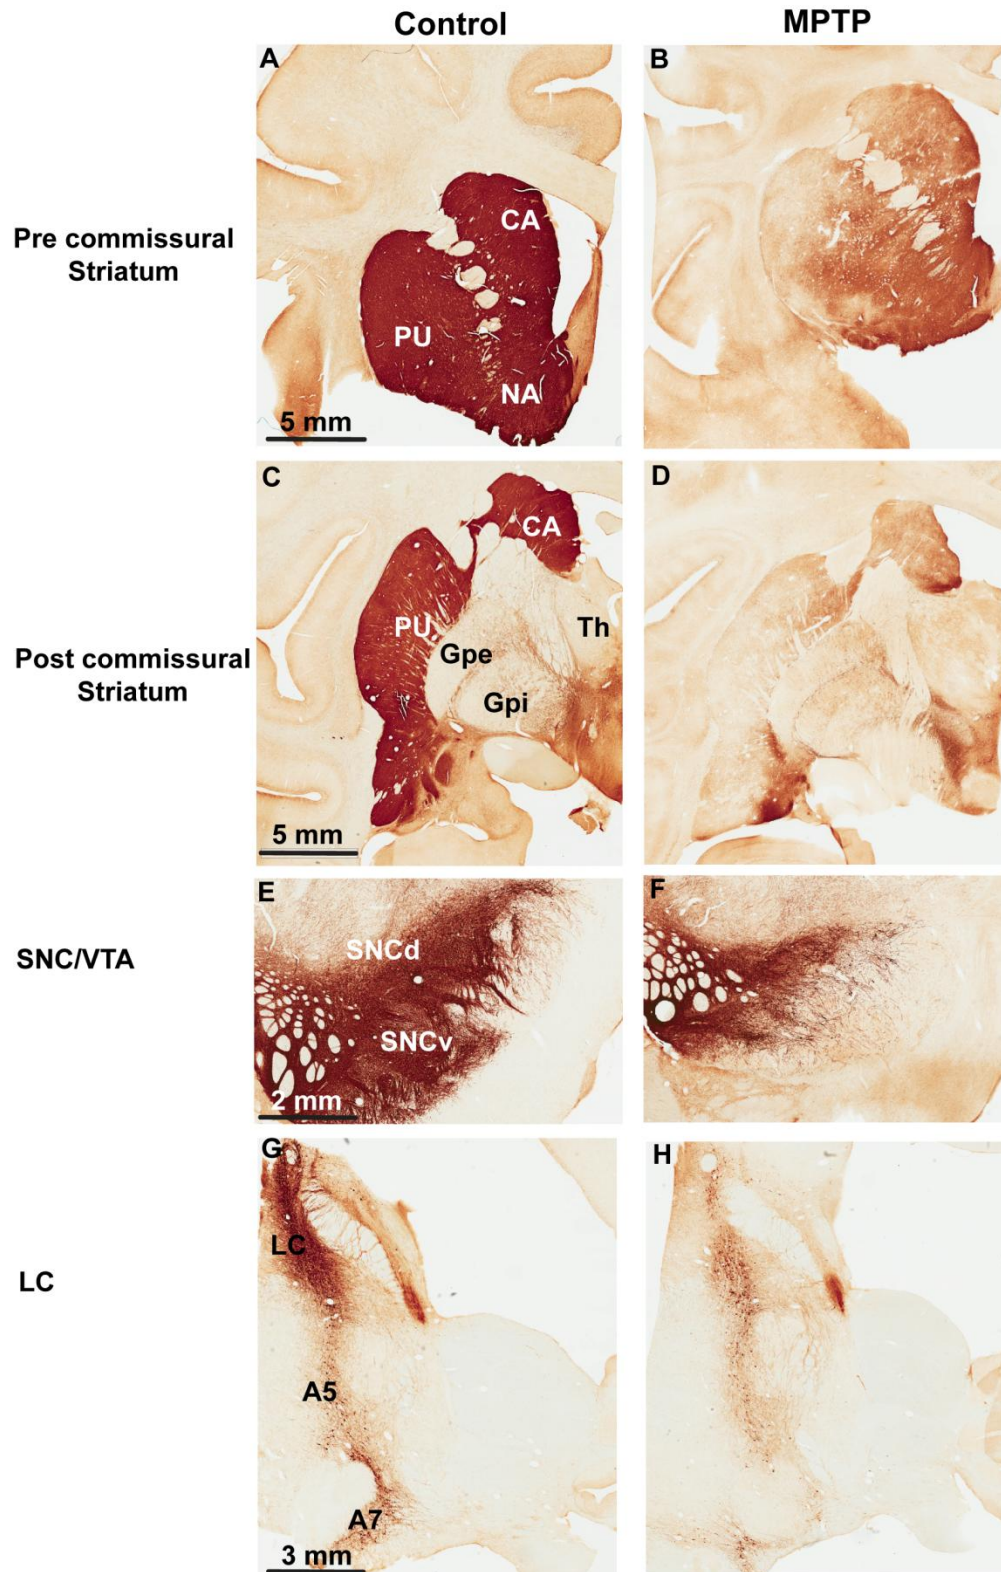 Control
MPTP
Pre commissural
Striatum
A
CA
PU
NA
5 mm
B
Post commissural
Striatum
C
CA
PU
Gpe
Gpi
Th
5 mm
D
SNC/VTA
E
SNCd
SNCv
2 mm
F
LC
G
LC
A5
A7
3 mm
H